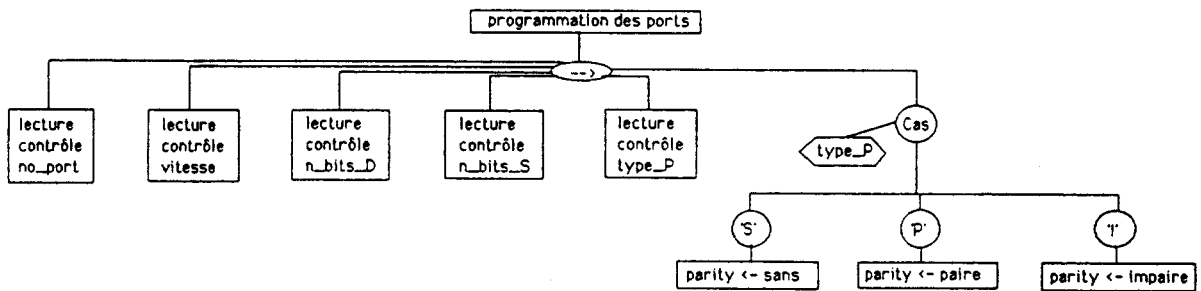 programmation des ports
-->
lecture
contrôle
no_port
lecture
contrôle
vitesse
lecture
contrôle
n_bits_D
lecture
contrôle
n_bits_S
lecture
contrôle
type_P
Cas
type_P
'S'
'P'
'I'
parity <- sans
parity <- paire
parity <- impaire